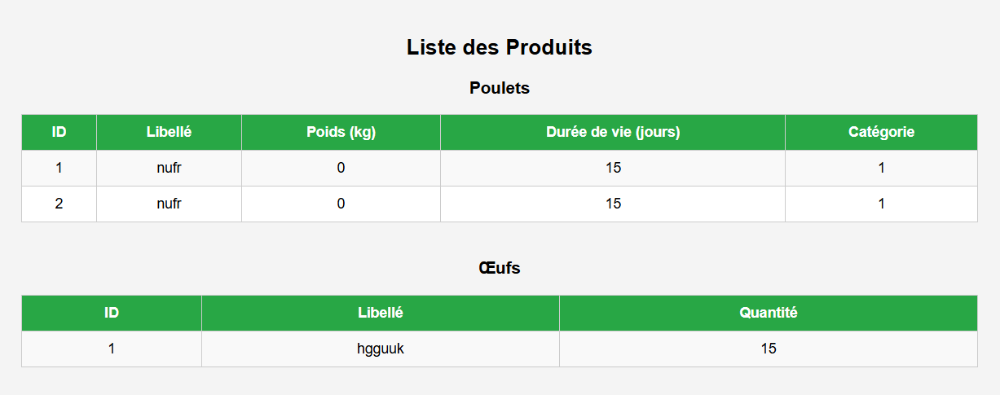 Liste des Produits
Poulets
ID Libellé Poids (kg) Durée de vie (jours) Catégorie
1 nufr 0 15 1
2 nufr 0 15 1
Œufs
ID Libellé Quantité
1 hgguuk 15